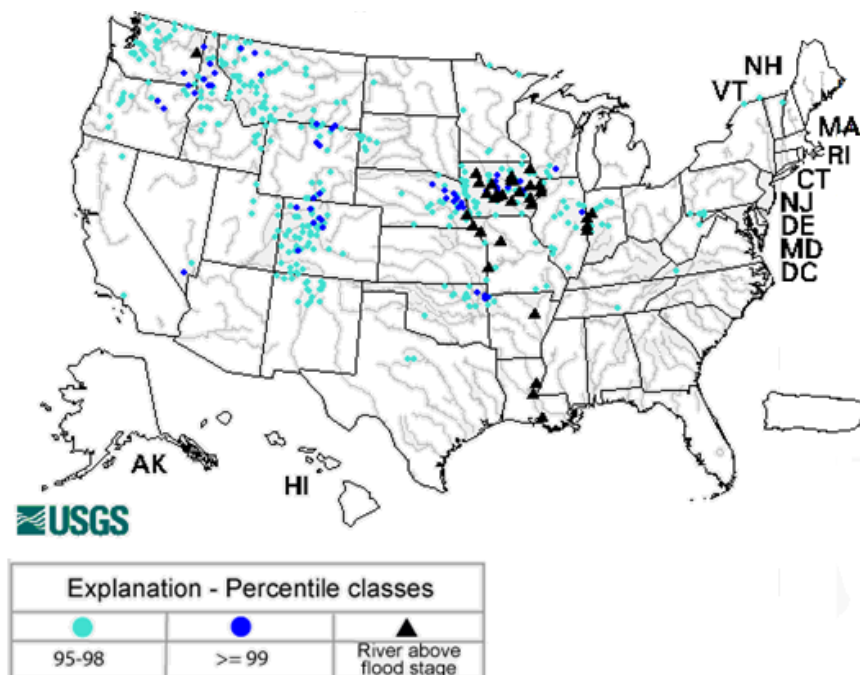 NH
VT
MA
RI
CT
NJ
DE
MD
DC
AK
HI
USGS
Explanation - Percentile classes
95-98
>= 99
River above
flood stage